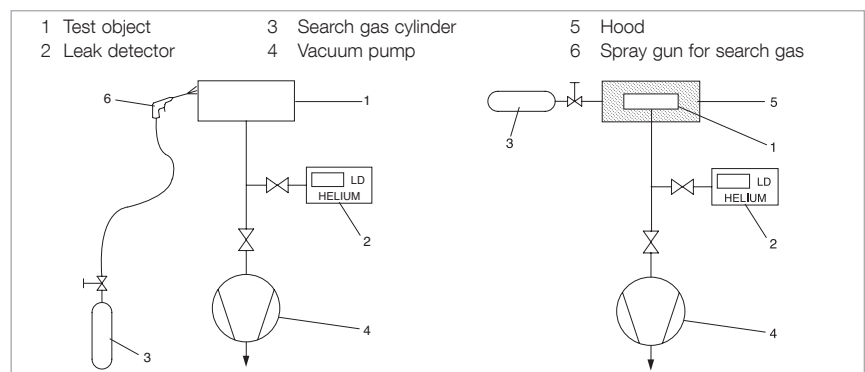 1 Test object 3 Search gas cylinder 5 Hood
2 Leak detector 4 Vacuum pump 6 Spray gun for search gas
6
1
LD
HELIUM
2
4
3
3
5
1
LD
HELIUM
2
4